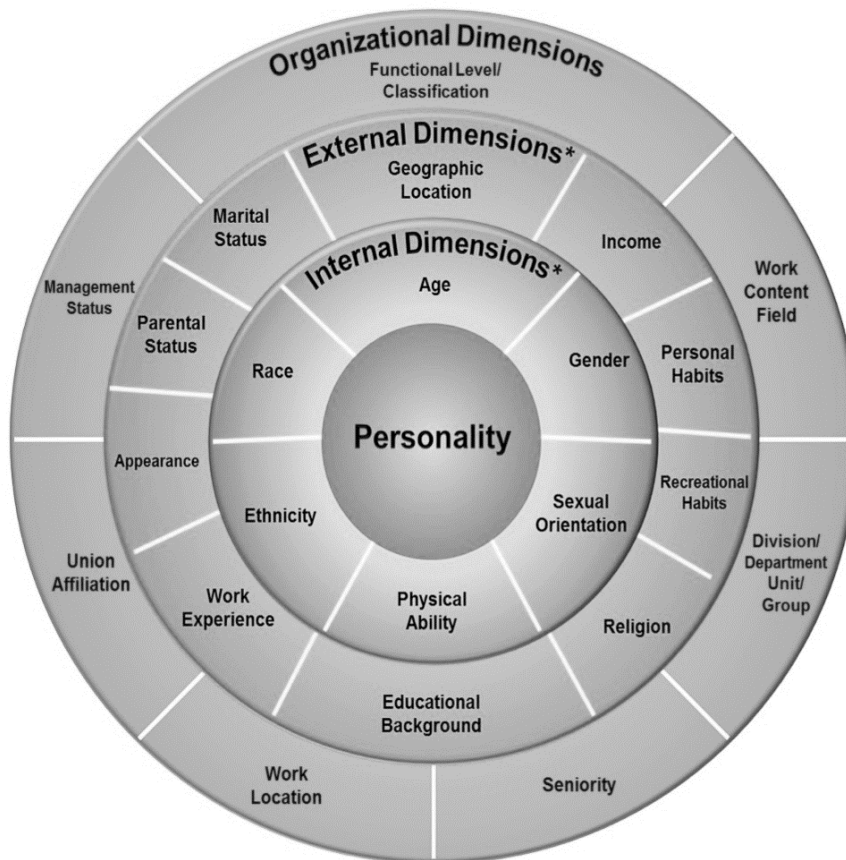 Organizational Dimensions
Functional Level/
Classification
External Dimensions*
Geographic
Location
Marital
Status
Income
Internal Dimensions*
Age
Management
Status
Work
Content
Field
Parental
Status
Race
Gender
Personal
Habits
Personality
Appearance
Ethnicity
Sexual
Orientation
Recreational
Habits
Union
Affiliation
Division/
Department
Unit/
Group
Work
Experience
Physical
Ability
Religion
Educational
Background
Work
Location
Seniority